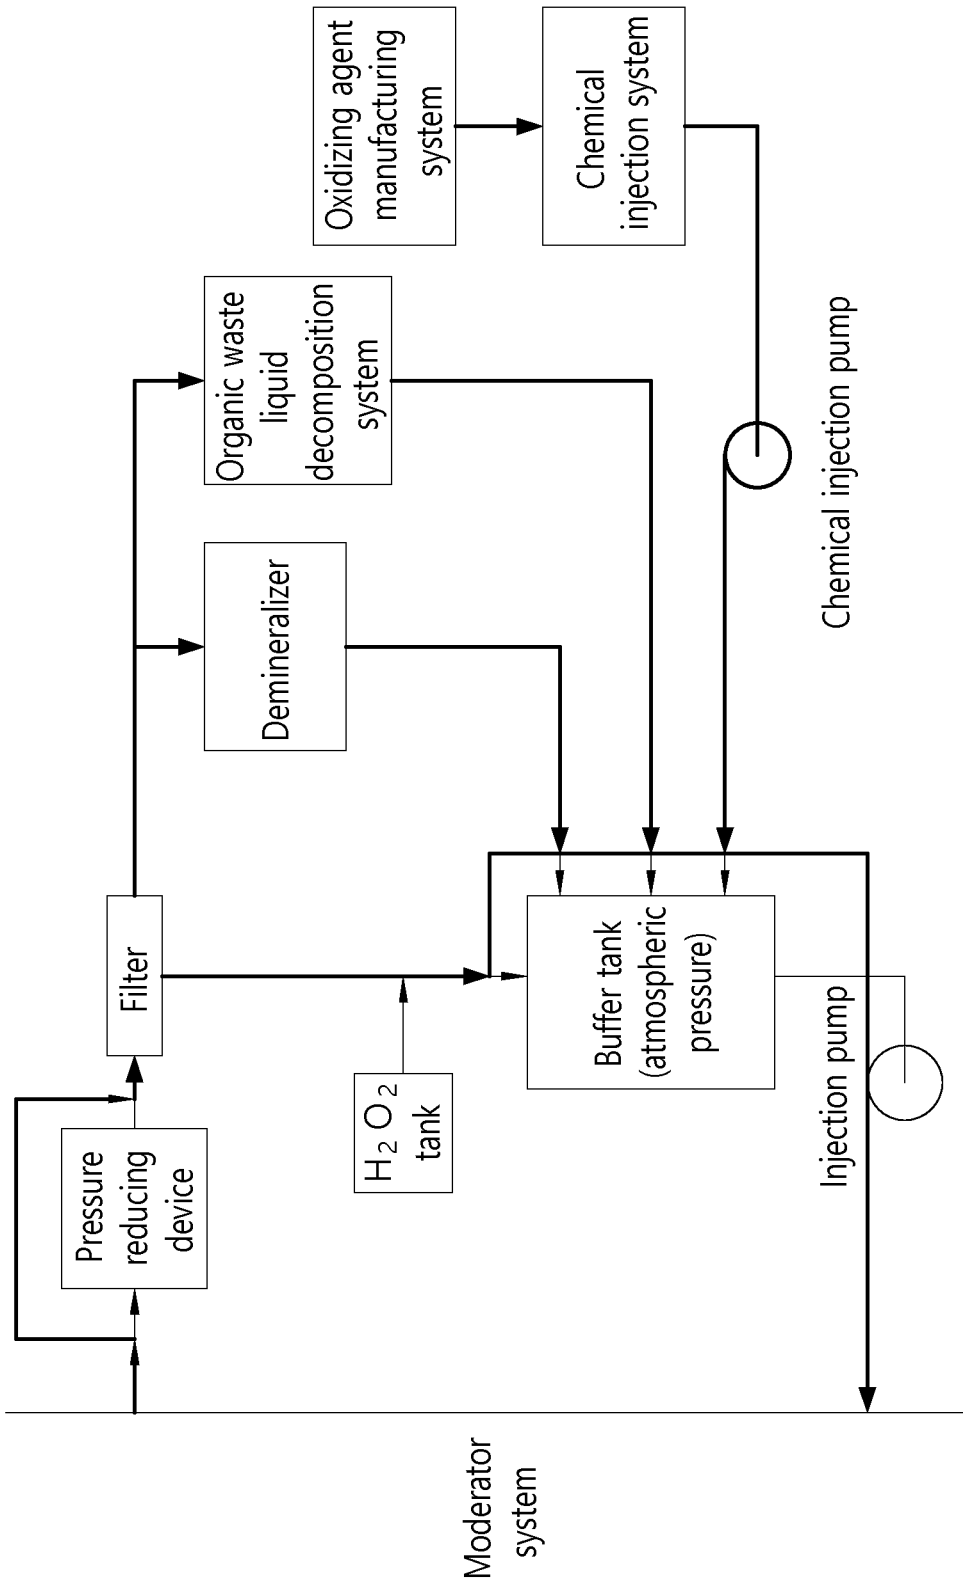 Moderator
system
Pressure
reducing
device
Filter
H₂O₂
tank
Demineralizer
Organic waste
liquid
decomposition
system
Oxidizing agent
manufacturing
system
Chemical
injection system
Buffer tank
(atmospheric
pressure)
Injection pump
Chemical injection pump